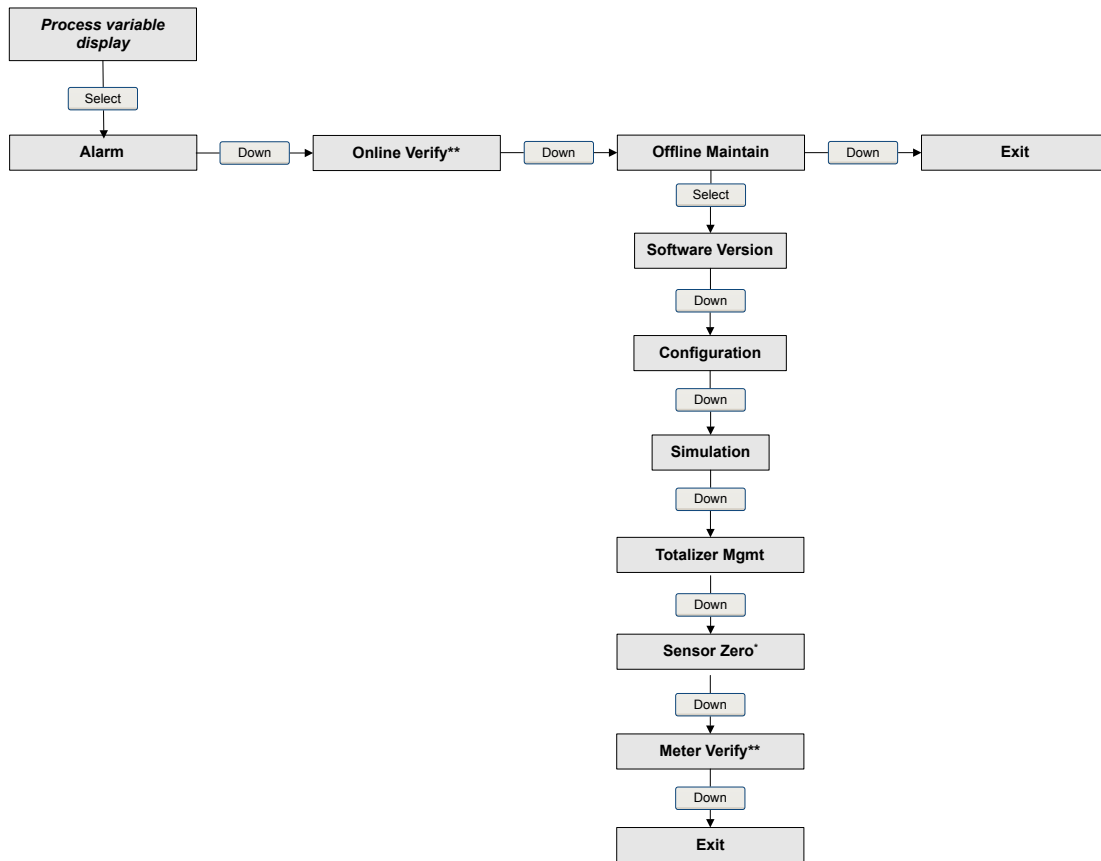 Process variable
display
Select
Alarm
Down
Online Verify**
Down
Offline Maintain
Down
Exit
Select
Software Version
Down
Configuration
Down
Simulation
Down
Totalizer Mgmt
Down
Sensor Zero*
Down
Meter Verify**
Down
Exit